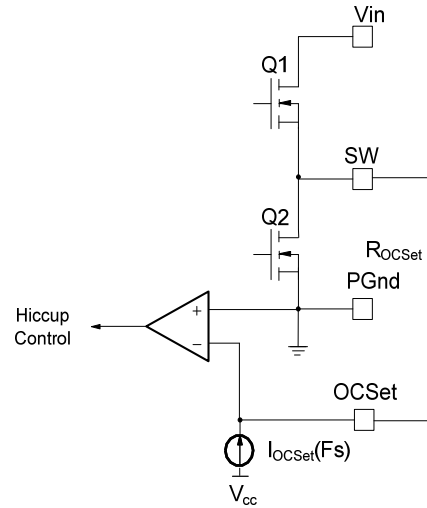 Vin
Q1
SW
Q2
ROCSet
PGnd
+
Hiccup
Control
−
OCSet
IOCSet(Fs)
Vcc